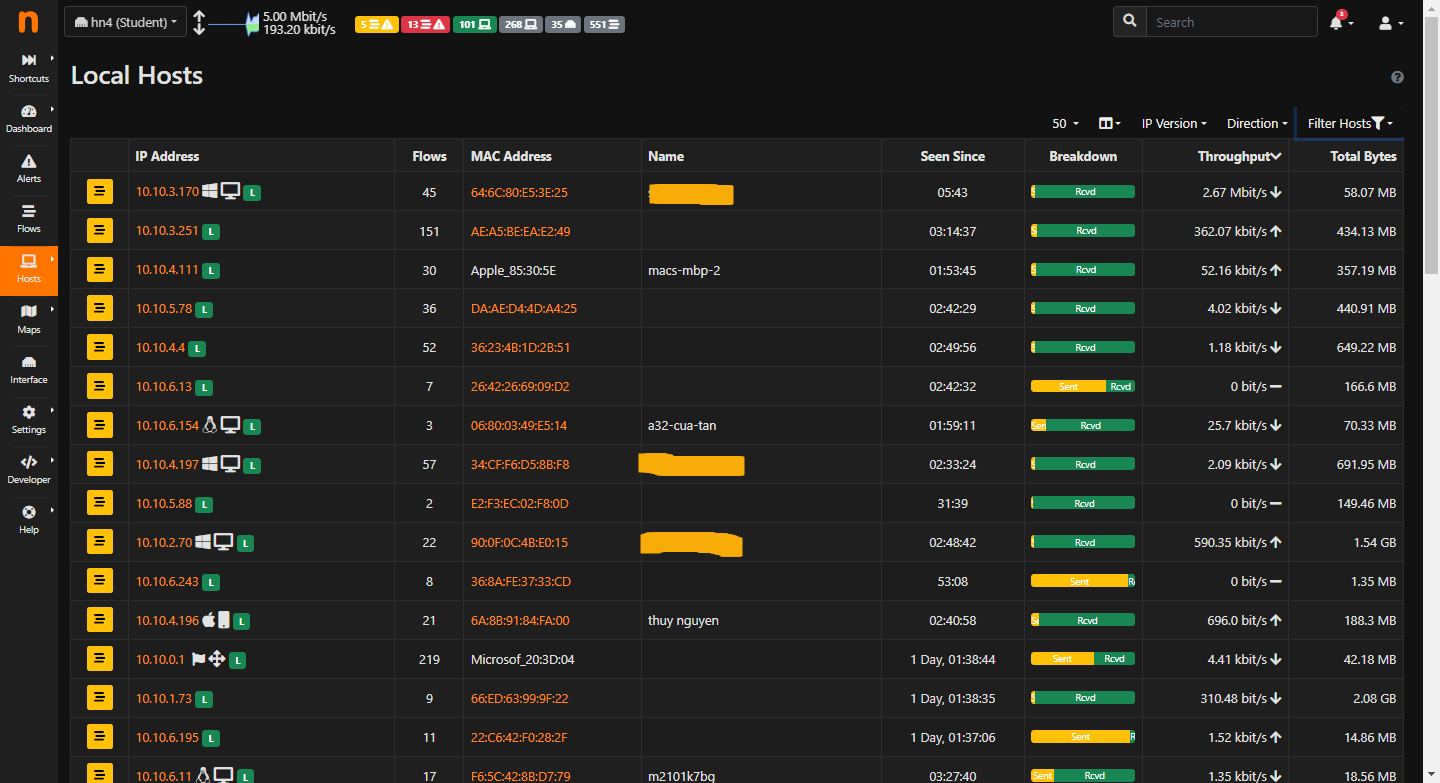 n hn4 (Student) 5.00 Mbit/s 193.20 kbit/s 5 13 101 268 35 551 Search 3
Shortcuts
Dashboard
Alerts
Flows
Hosts
Maps
Interface
Settings
Developer
Help
Local Hosts
50 IP Version Direction Filter Hosts
IP Address Flows MAC Address Name Seen Since Breakdown Throughput Total Bytes
10.10.3.170 L 45 64:6C:80:E5:3E:25 05:43 S Rcvd 2.67 Mbit/s 58.07 MB
10.10.3.251 L 151 AE:A5:BE:EA:E2:49 03:14:37 S Rcvd 362.07 kbit/s 434.13 MB
10.10.4.111 L 30 Apple_85:30:5E macs-mbp-2 01:53:45 S Rcvd 52.16 kbit/s 357.19 MB
10.10.5.78 L 36 DA:AE:D4:4D:A4:25 02:42:29 S Rcvd 4.02 kbit/s 440.91 MB
10.10.4.4 L 52 36:23:4B:1D:2B:51 02:49:56 S Rcvd 1.18 kbit/s 649.22 MB
10.10.6.13 L 7 26:42:26:69:09:D2 02:42:32 Sent Rcvd 0 bit/s 166.6 MB
10.10.6.154 L 3 06:80:03:49:E5:14 a32-cua-tan 01:59:11 Sen Rcvd 25.7 kbit/s 70.33 MB
10.10.4.197 L 57 34:CF:F6:D5:8B:F8 02:33:24 S Rcvd 2.09 kbit/s 691.95 MB
10.10.5.88 L 2 E2:F3:EC:02:F8:0D 31:39 Rcvd 0 bit/s 149.46 MB
10.10.2.70 L 22 90:0F:0C:4B:E0:15 02:48:42 S Rcvd 590.35 kbit/s 1.54 GB
10.10.6.243 L 8 36:8A:FE:37:33:CD 53:08 Sent R 0 bit/s 1.35 MB
10.10.4.196 L 21 6A:8B:91:84:FA:00 thuy nguyen 02:40:58 Se Rcvd 696.0 bit/s 188.3 MB
10.10.0.1 L 219 Microsof_20:3D:04 1 Day, 01:38:44 Sent Rcvd 4.41 kbit/s 42.18 MB
10.10.1.73 L 9 66:ED:63:99:9F:22 1 Day, 01:38:35 S Rcvd 310.48 bit/s 2.08 GB
10.10.6.195 L 11 22:C6:42:F0:28:2F 1 Day, 01:37:06 Sent R 1.52 kbit/s 14.86 MB
10.10.6.11 L 17 F6:5C:42:8B:D7:79 m2101k7bg 03:27:40 Sent Rcvd 1.35 kbit/s 18.56 MB